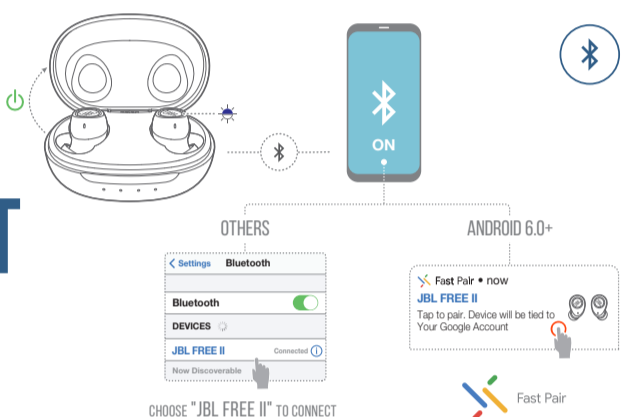 ON
OTHERS
ANDROID 6.0+
Settings Bluetooth
Bluetooth
DEVICES
JBL FREE II Connected
Now Discoverable
CHOOSE "JBL FREE II" TO CONNECT
Fast Pair • now
JBL FREE II
Tap to pair. Device will be tied to
Your Google Account
Fast Pair